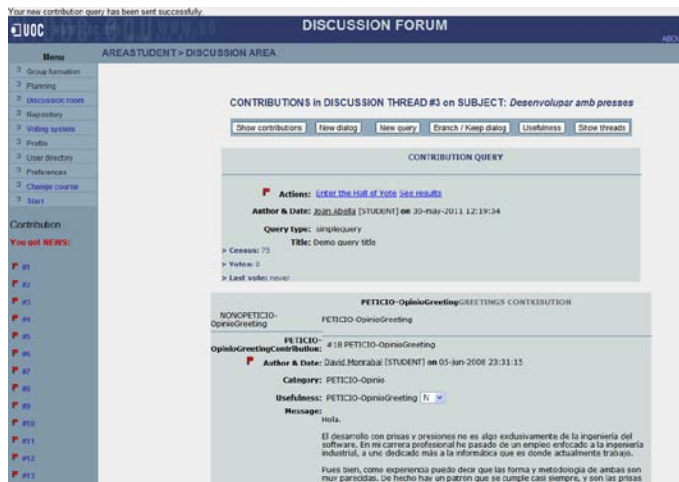 Your new contribution query has been sent successfully.
UOC
DISCUSSION FORUM
ABO
Menu
AREASTUDENT > DISCUSSION AREA
Group formation
Planning
Discussion room
Repository
Voting system
Profile
User directory
Preferences
Change course
Start
Contribution
You got NEWS:
#1
#2
#3
#4
#5
#6
#7
#8
#9
#10
#11
#12
#13
CONTRIBUTIONS in DISCUSSION THREAD #3 on SUBJECT: Desenvolupar amb presses
Show contributions New dialog New query Branch / Keep dialog Usefulness Show threads
CONTRIBUTION QUERY
Actions: Enter the Hall of Vote See results
Author & Date: Joan Abella [STUDENT] on 30-may-2011 12:19:34
Query type: simplequery
Title: Demo query title
> Census: 75
> Votes: 0
> Last vote: never
PETICIO-OpinioGreetingGREETINGS CONTRIBUTION
NONOPETICIO-OpinioGreeting
PETICIO-OpinioGreeting
PETICIO-OpinioGreetingContribution: #18 PETICIO-OpinioGreeting
Author & Date: David Monrabal [STUDENT] on 05-jun-2008 23:31:15
Category: PETICIO-Opinio
Usefulness: PETICIO-OpinioGreeting N
Message:
Hola.
El desarrollo con prisas y presiones no es algo exclusivamente de la ingeniería del
software. En mi carrera profesional he pasado de un empleo enfocado a la ingeniería
industrial, a uno dedicado más a la informática que es donde actualmente trabajo.
Pues bien, como experiencia puedo decir que las forma y metodología de ambas son
muy parecidas. De hecho hay un patrón que se cumple casi siempre, y son las prisas